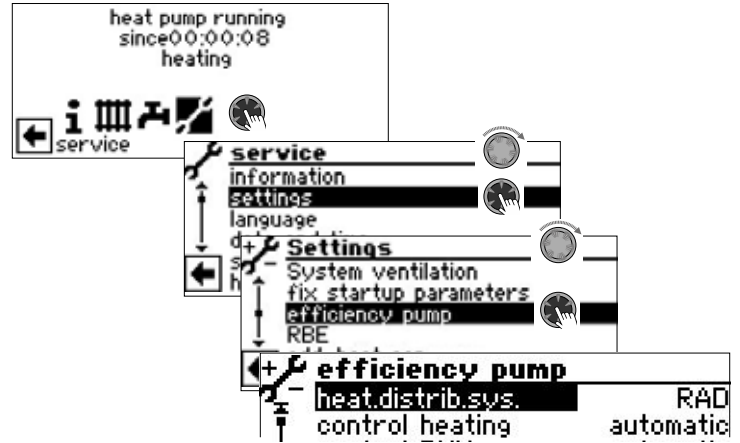 heat pump running
since00:00:08
heating
service
service
information
settings
language
Settings
System ventilation
fix startup parameters
efficiency pump
RBE
efficiency pump
heat.distrib.sys. RAD
control heating automatic